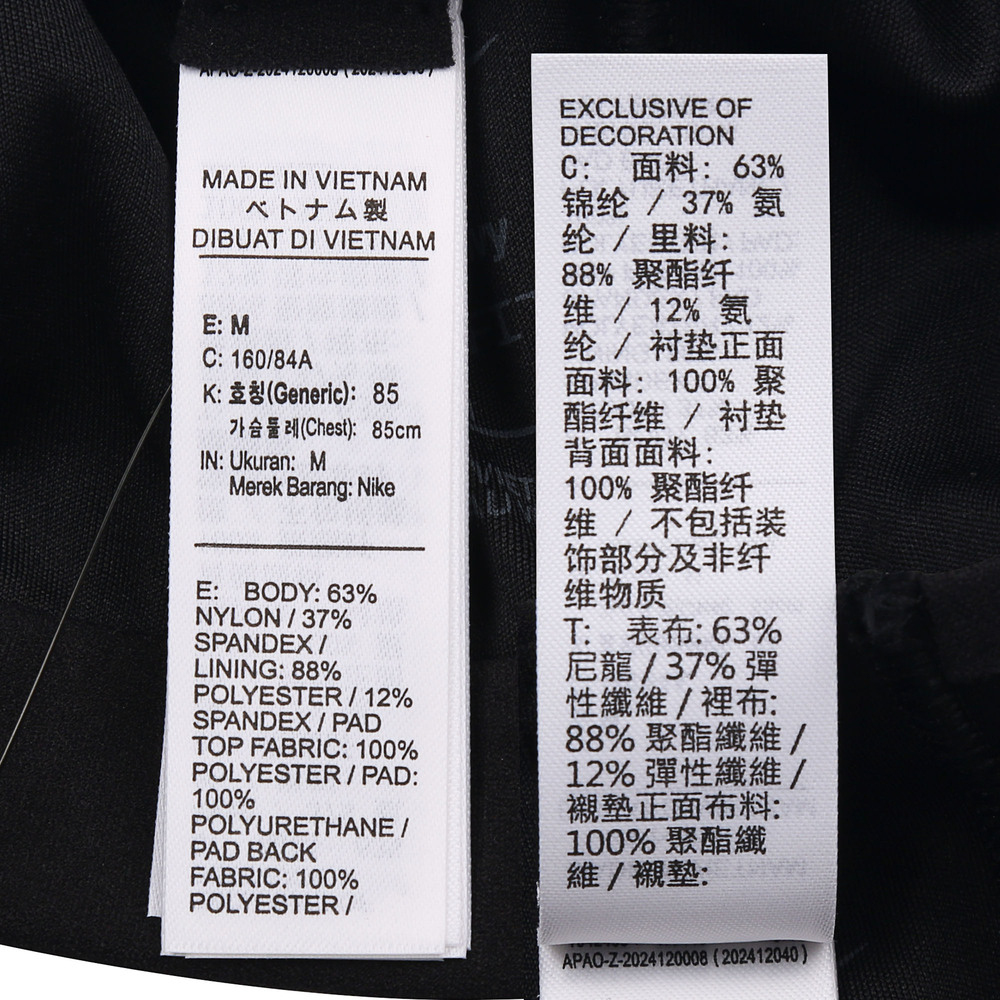 APAO-Z-2024120008 (202412040)
MADE IN VIETNAM
ベトナム製
DIBUAT DI VIETNAM
E: M
C: 160/84A
K: 호칭(Generic): 85
가슴둘레(Chest): 85cm
IN: Ukuran: M
Merek Barang: Nike
E: BODY: 63%
NYLON / 37%
SPANDEX /
LINING: 88%
POLYESTER / 12%
SPANDEX / PAD
TOP FABRIC: 100%
POLYESTER / PAD:
100%
POLYURETHANE /
PAD BACK
FABRIC: 100%
POLYESTER /
EXCLUSIVE OF
DECORATION
C: 面料: 63%
锦纶 / 37% 氨
纶 / 里料:
88% 聚酯纤
维 / 12% 氨
纶 / 衬垫正面
面料: 100% 聚
酯纤维 / 衬垫
背面面料:
100% 聚酯纤
维 / 不包括装
饰部分及非纤
维物质
T: 表布: 63%
尼龍 / 37% 彈
性纖維 / 裡布:
88% 聚酯纖維 /
12% 彈性纖維 /
襯墊正面布料:
100% 聚酯纖
維 / 襯墊:
APAO-Z-2024120008 (202412040)